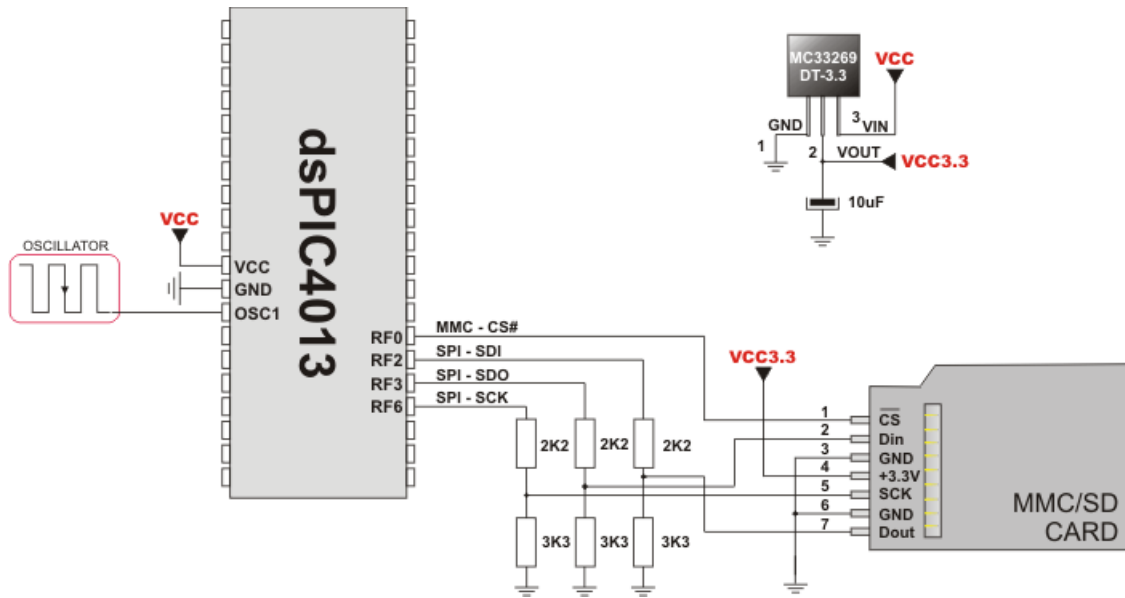 MC33269
DT-3.3
VCC
GND
3
VIN
1
2
VOUT
VCC3.3
10uF
dsPIC4013
VCC
OSCILLATOR
VCC
GND
OSC1
RF0
MMC - CS#
RF2
SPI - SDI
RF3
SPI - SDO
RF6
SPI - SCK
VCC3.3
2K2
2K2
2K2
3K3
3K3
3K3
1
CS
2
Din
3
GND
4
+3.3V
5
SCK
6
GND
7
Dout
MMC/SD
CARD